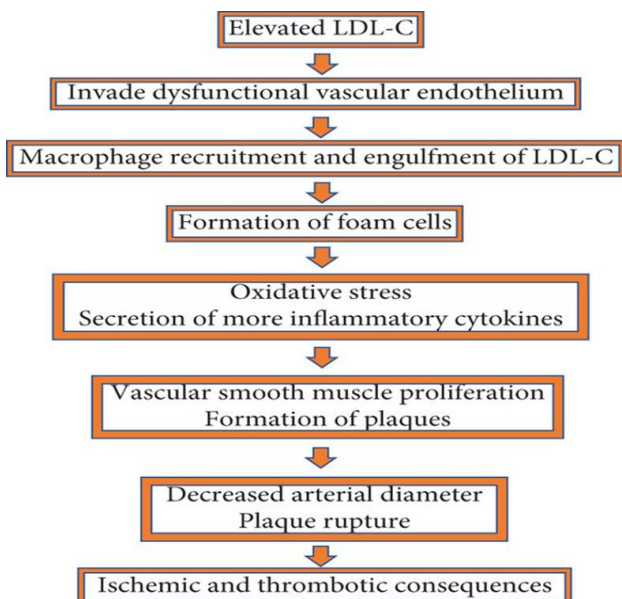 Elevated LDL-C
Invade dysfunctional vascular endothelium
Macrophage recruitment and engulfment of LDL-C
Formation of foam cells
Oxidative stress
Secretion of more inflammatory cytokines
Vascular smooth muscle proliferation
Formation of plaques
Decreased arterial diameter
Plaque rupture
Ischemic and thrombotic consequences